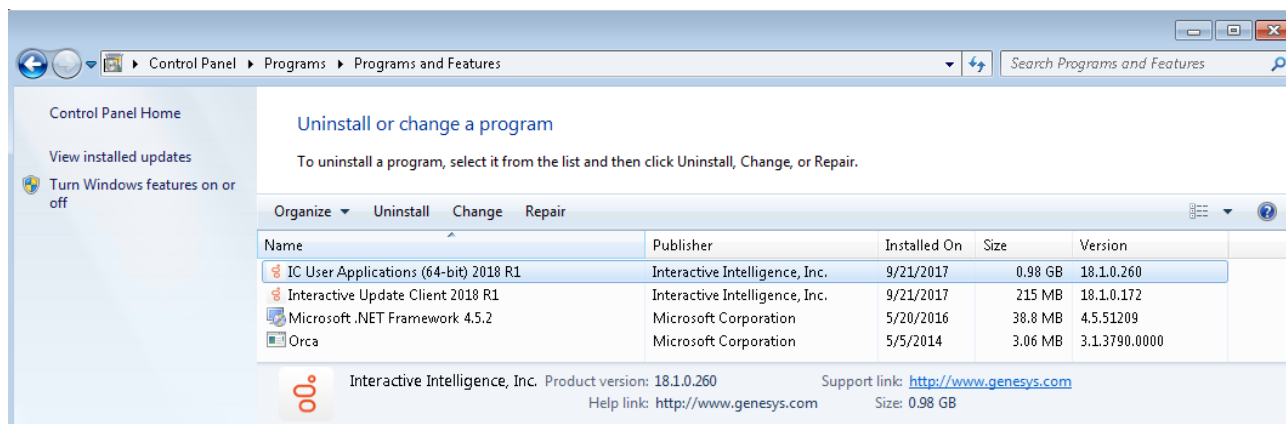 Control Panel Programs Programs and Features Search Programs and Features
Control Panel Home
View installed updates
Turn Windows features on or
off
Uninstall or change a program
To uninstall a program, select it from the list and then click Uninstall, Change, or Repair.
Organize Uninstall Change Repair
Name Publisher Installed On Size Version
IC User Applications (64-bit) 2018 R1 Interactive Intelligence, Inc. 9/21/2017 0.98 GB 18.1.0.260
Interactive Update Client 2018 R1 Interactive Intelligence, Inc. 9/21/2017 215 MB 18.1.0.172
Microsoft .NET Framework 4.5.2 Microsoft Corporation 5/20/2016 38.8 MB 4.5.51209
Orca Microsoft Corporation 5/5/2014 3.06 MB 3.1.3790.0000
Interactive Intelligence, Inc. Product version: 18.1.0.260 Support link: http://www.genesys.com
Help link: http://www.genesys.com Size: 0.98 GB